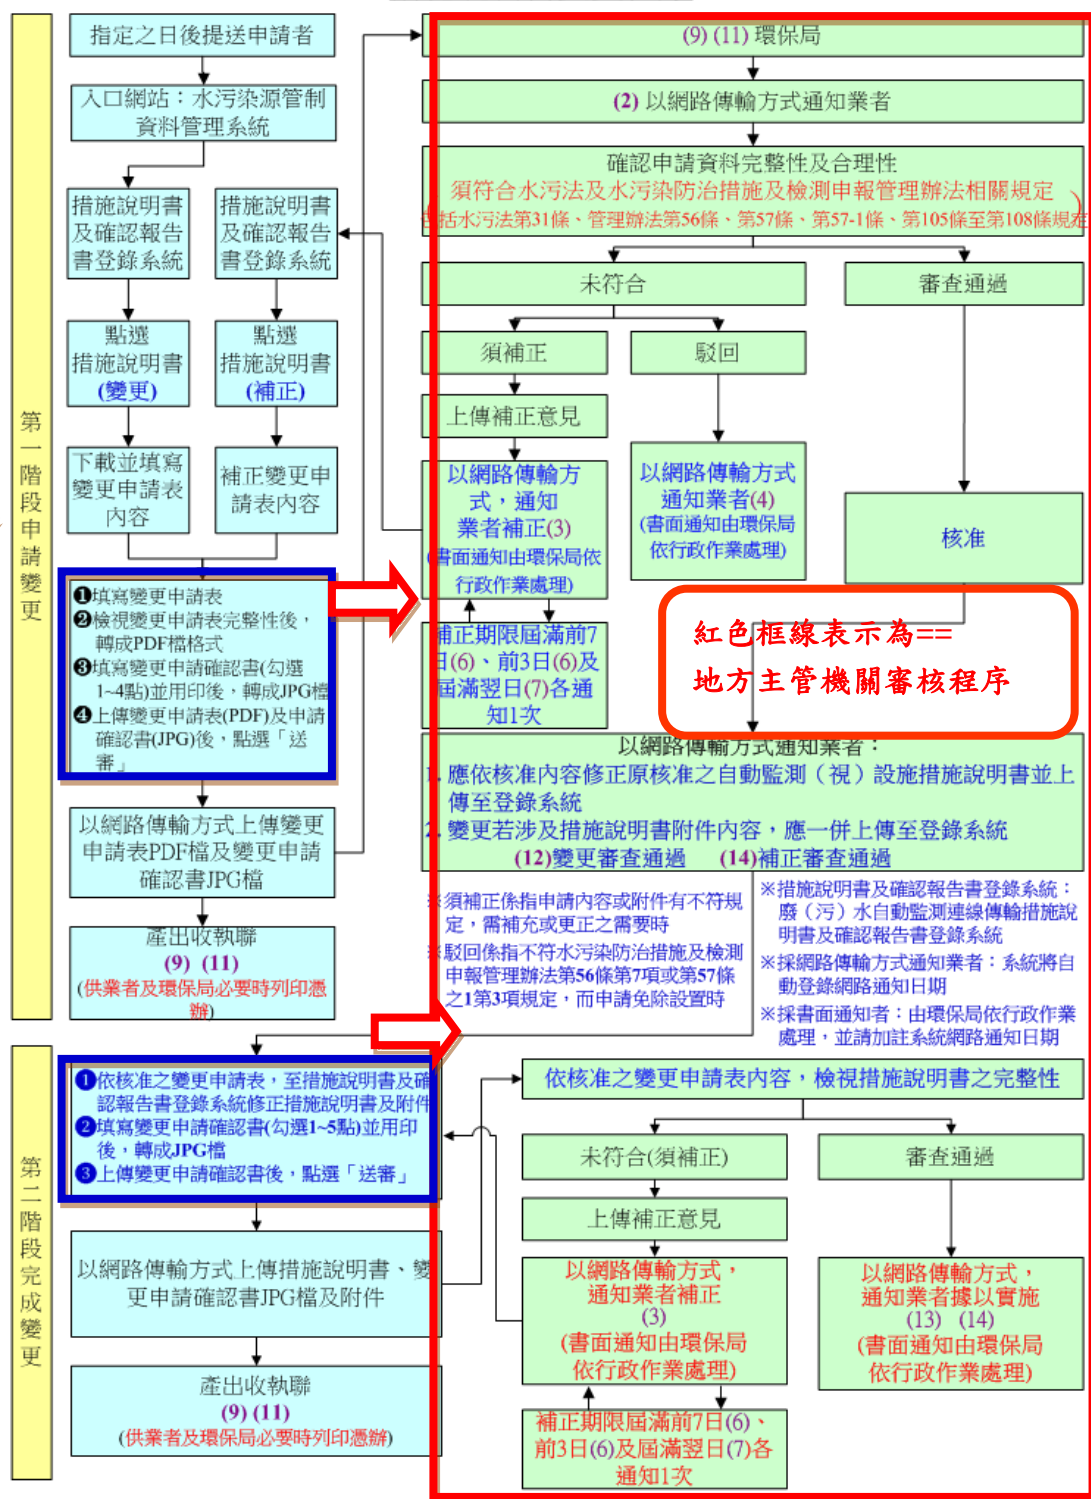 第一階段申請變更
指定之日後提送申請者
入口網站：水污染源管制
資料管理系統
措施說明書
及確認報告
書登錄系統
措施說明書
及確認報告
書登錄系統
點選
措施說明書
(變更)
點選
措施說明書
(補正)
下載並填寫
變更申請表
內容
補正變更申
請表內容
❶填寫變更申請表
❷檢視變更申請表完整性後，
轉成PDF檔格式
❸填寫變更申請確認書(勾選
1~4點)並用印後，轉成JPG檔
❹上傳變更申請表(PDF)及申請
確認書(JPG)後，點選「送
審」
以網路傳輸方式上傳變更
申請表PDF檔及變更申請
確認書JPG檔
產出收執聯
(9) (11)
(供業者及環保局必要時列印憑
辦)
(9) (11) 環保局
(2) 以網路傳輸方式通知業者
確認申請資料完整性及合理性
須符合水污法及水污染防治措施及檢測申報管理辦法相關規定
包括水污法第31條、管理辦法第56條、第57條、第57-1條、第105條至第108條規定
未符合
審查通過
須補正
駁回
上傳補正意見
以網路傳輸方
式，通知
業者補正(3)
(書面通知由環保局依
行政作業處理)
以網路傳輸方式
通知業者(4)
(書面通知由環保局
依行政作業處理)
核准
補正期限屆滿前7
日(6)、前3日(6)及
屆滿翌日(7)各通
知1次
紅色框線表示為==
地方主管機關審核程序
以網路傳輸方式通知業者：
1. 應依核准內容修正原核准之自動監測（視）設施措施說明書並上
傳至登錄系統
2. 變更若涉及措施說明書附件內容，應一併上傳至登錄系統
(12)變更審查通過 (14)補正審查通過
※須補正係指申請內容或附件有不符規
定，需補充或更正之需要時
※駁回係指不符水污染防治措施及檢測
申報管理辦法第56條第7項或第57條
之1第3項規定，而申請免除設置時
※措施說明書及確認報告書登錄系統：
廢（污）水自動監測連線傳輸措施說
明書及確認報告書登錄系統
※採網路傳輸方式通知業者：系統將自
動登錄網路通知日期
※採書面通知者：由環保局依行政作業
處理，並請加註系統網路通知日期
第二階段完成變更
❶依核准之變更申請表，至措施說明書及確
認報告書登錄系統修正措施說明書及附件
❷填寫變更申請確認書(勾選1~5點)並用印
後，轉成JPG檔
❸上傳變更申請確認書後，點選「送審」
以網路傳輸方式上傳措施說明書、變
更申請確認書JPG檔及附件
產出收執聯
(9) (11)
(供業者及環保局必要時列印憑辦)
依核准之變更申請表內容，檢視措施說明書之完整性
未符合(須補正)
審查通過
上傳補正意見
以網路傳輸方式，
通知業者補正
(3)
(書面通知由環保局
依行政作業處理)
以網路傳輸方式，
通知業者據以實施
(13) (14)
(書面通知由環保局
依行政作業處理)
補正期限屆滿前7日(6)、
前3日(6)及屆滿翌日(7)各
通知1次